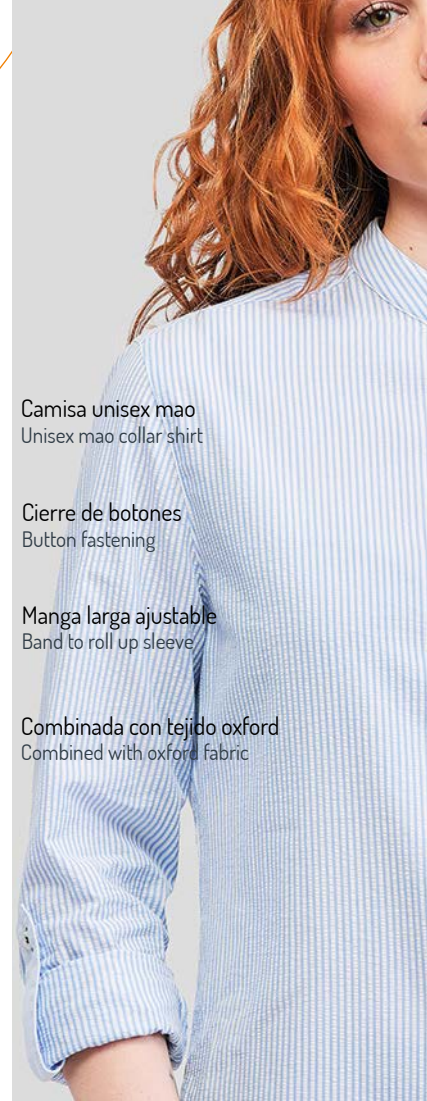 Camisa unisex mao
Unisex mao collar shirt
Cierre de botones
Button fastening
Manga larga ajustable
Band to roll up sleeve
Combinada con tejido oxford
Combined with oxford fabric